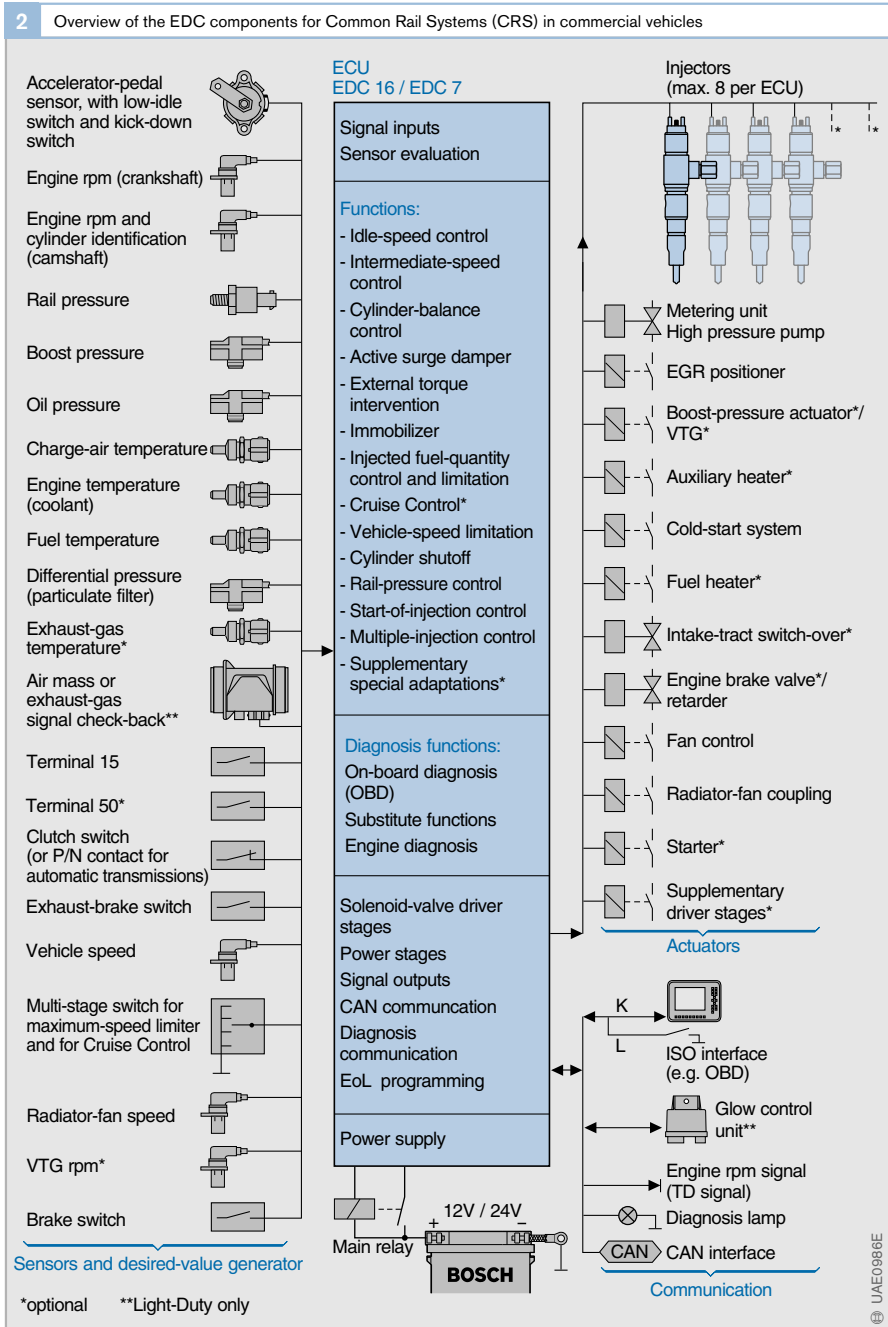 2 Overview of the EDC components for Common Rail Systems (CRS) in commercial vehicles
Accelerator-pedal
sensor, with low-idle
switch and kick-down
switch
Engine rpm (crankshaft)
Engine rpm and
cylinder identification
(camshaft)
Rail pressure
Boost pressure
Oil pressure
Charge-air temperature
Engine temperature
(coolant)
Fuel temperature
Differential pressure
(particulate filter)
Exhaust-gas
temperature*
Air mass or
exhaust-gas
signal check-back**
Terminal 15
Terminal 50*
Clutch switch
(or P/N contact for
automatic transmissions)
Exhaust-brake switch
Vehicle speed
Multi-stage switch for
maximum-speed limiter
and for Cruise Control
Radiator-fan speed
VTG rpm*
Brake switch
Sensors and desired-value generator
*optional **Light-Duty only
ECU
EDC 16 / EDC 7
Signal inputs
Sensor evaluation
Functions:
- Idle-speed control
- Intermediate-speed
control
- Cylinder-balance
control
- Active surge damper
- External torque
intervention
- Immobilizer
- Injected fuel-quantity
control and limitation
- Cruise Control*
- Vehicle-speed limitation
- Cylinder shutoff
- Rail-pressure control
- Start-of-injection control
- Multiple-injection control
- Supplementary
special adaptations*
Diagnosis functions:
On-board diagnosis
(OBD)
Substitute functions
Engine diagnosis
Solenoid-valve driver
stages
Power stages
Signal outputs
CAN communcation
Diagnosis
communication
EoL programming
Power supply
12V / 24V
+ −
Main relay
BOSCH
Injectors
(max. 8 per ECU)
* *
Metering unit
High pressure pump
EGR positioner
Boost-pressure actuator*/
VTG*
Auxiliary heater*
Cold-start system
Fuel heater*
Intake-tract switch-over*
Engine brake valve*/
retarder
Fan control
Radiator-fan coupling
Starter*
Supplementary
driver stages*
Actuators
K
L
ISO interface
(e.g. OBD)
Glow control
unit**
Engine rpm signal
(TD signal)
Diagnosis lamp
CAN CAN interface
Communication
UAE0986E